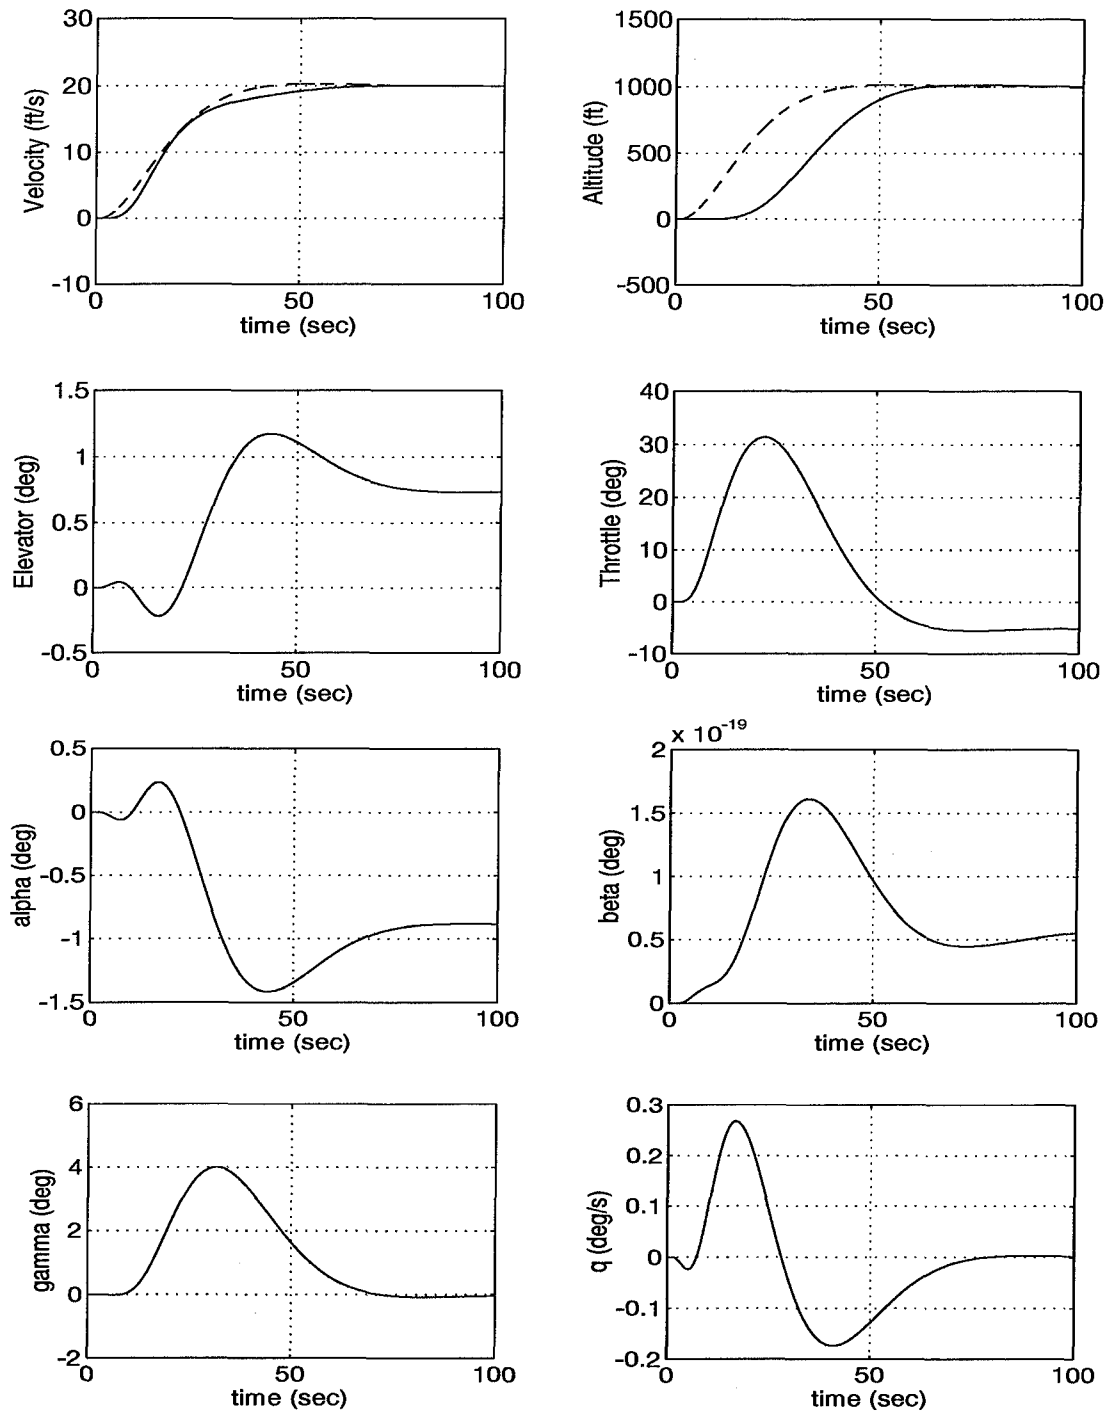 30
20
10
0
-10
0 50 100
time (sec)
Velocity (ft/s)
1500
1000
500
0
-500
0 50 100
time (sec)
Altitude (ft)
1.5
1
0.5
0
-0.5
0 50 100
time (sec)
Elevator (deg)
40
30
20
10
0
-10
0 50 100
time (sec)
Throttle (deg)
0.5
0
-0.5
-1
-1.5
0 50 100
time (sec)
alpha (deg)
x 10^-19
2
1.5
1
0.5
0
0 50 100
time (sec)
beta (deg)
6
4
2
0
-2
0 50 100
time (sec)
gamma (deg)
0.3
0.2
0.1
0
-0.1
-0.2
0 50 100
time (sec)
q (deg/s)